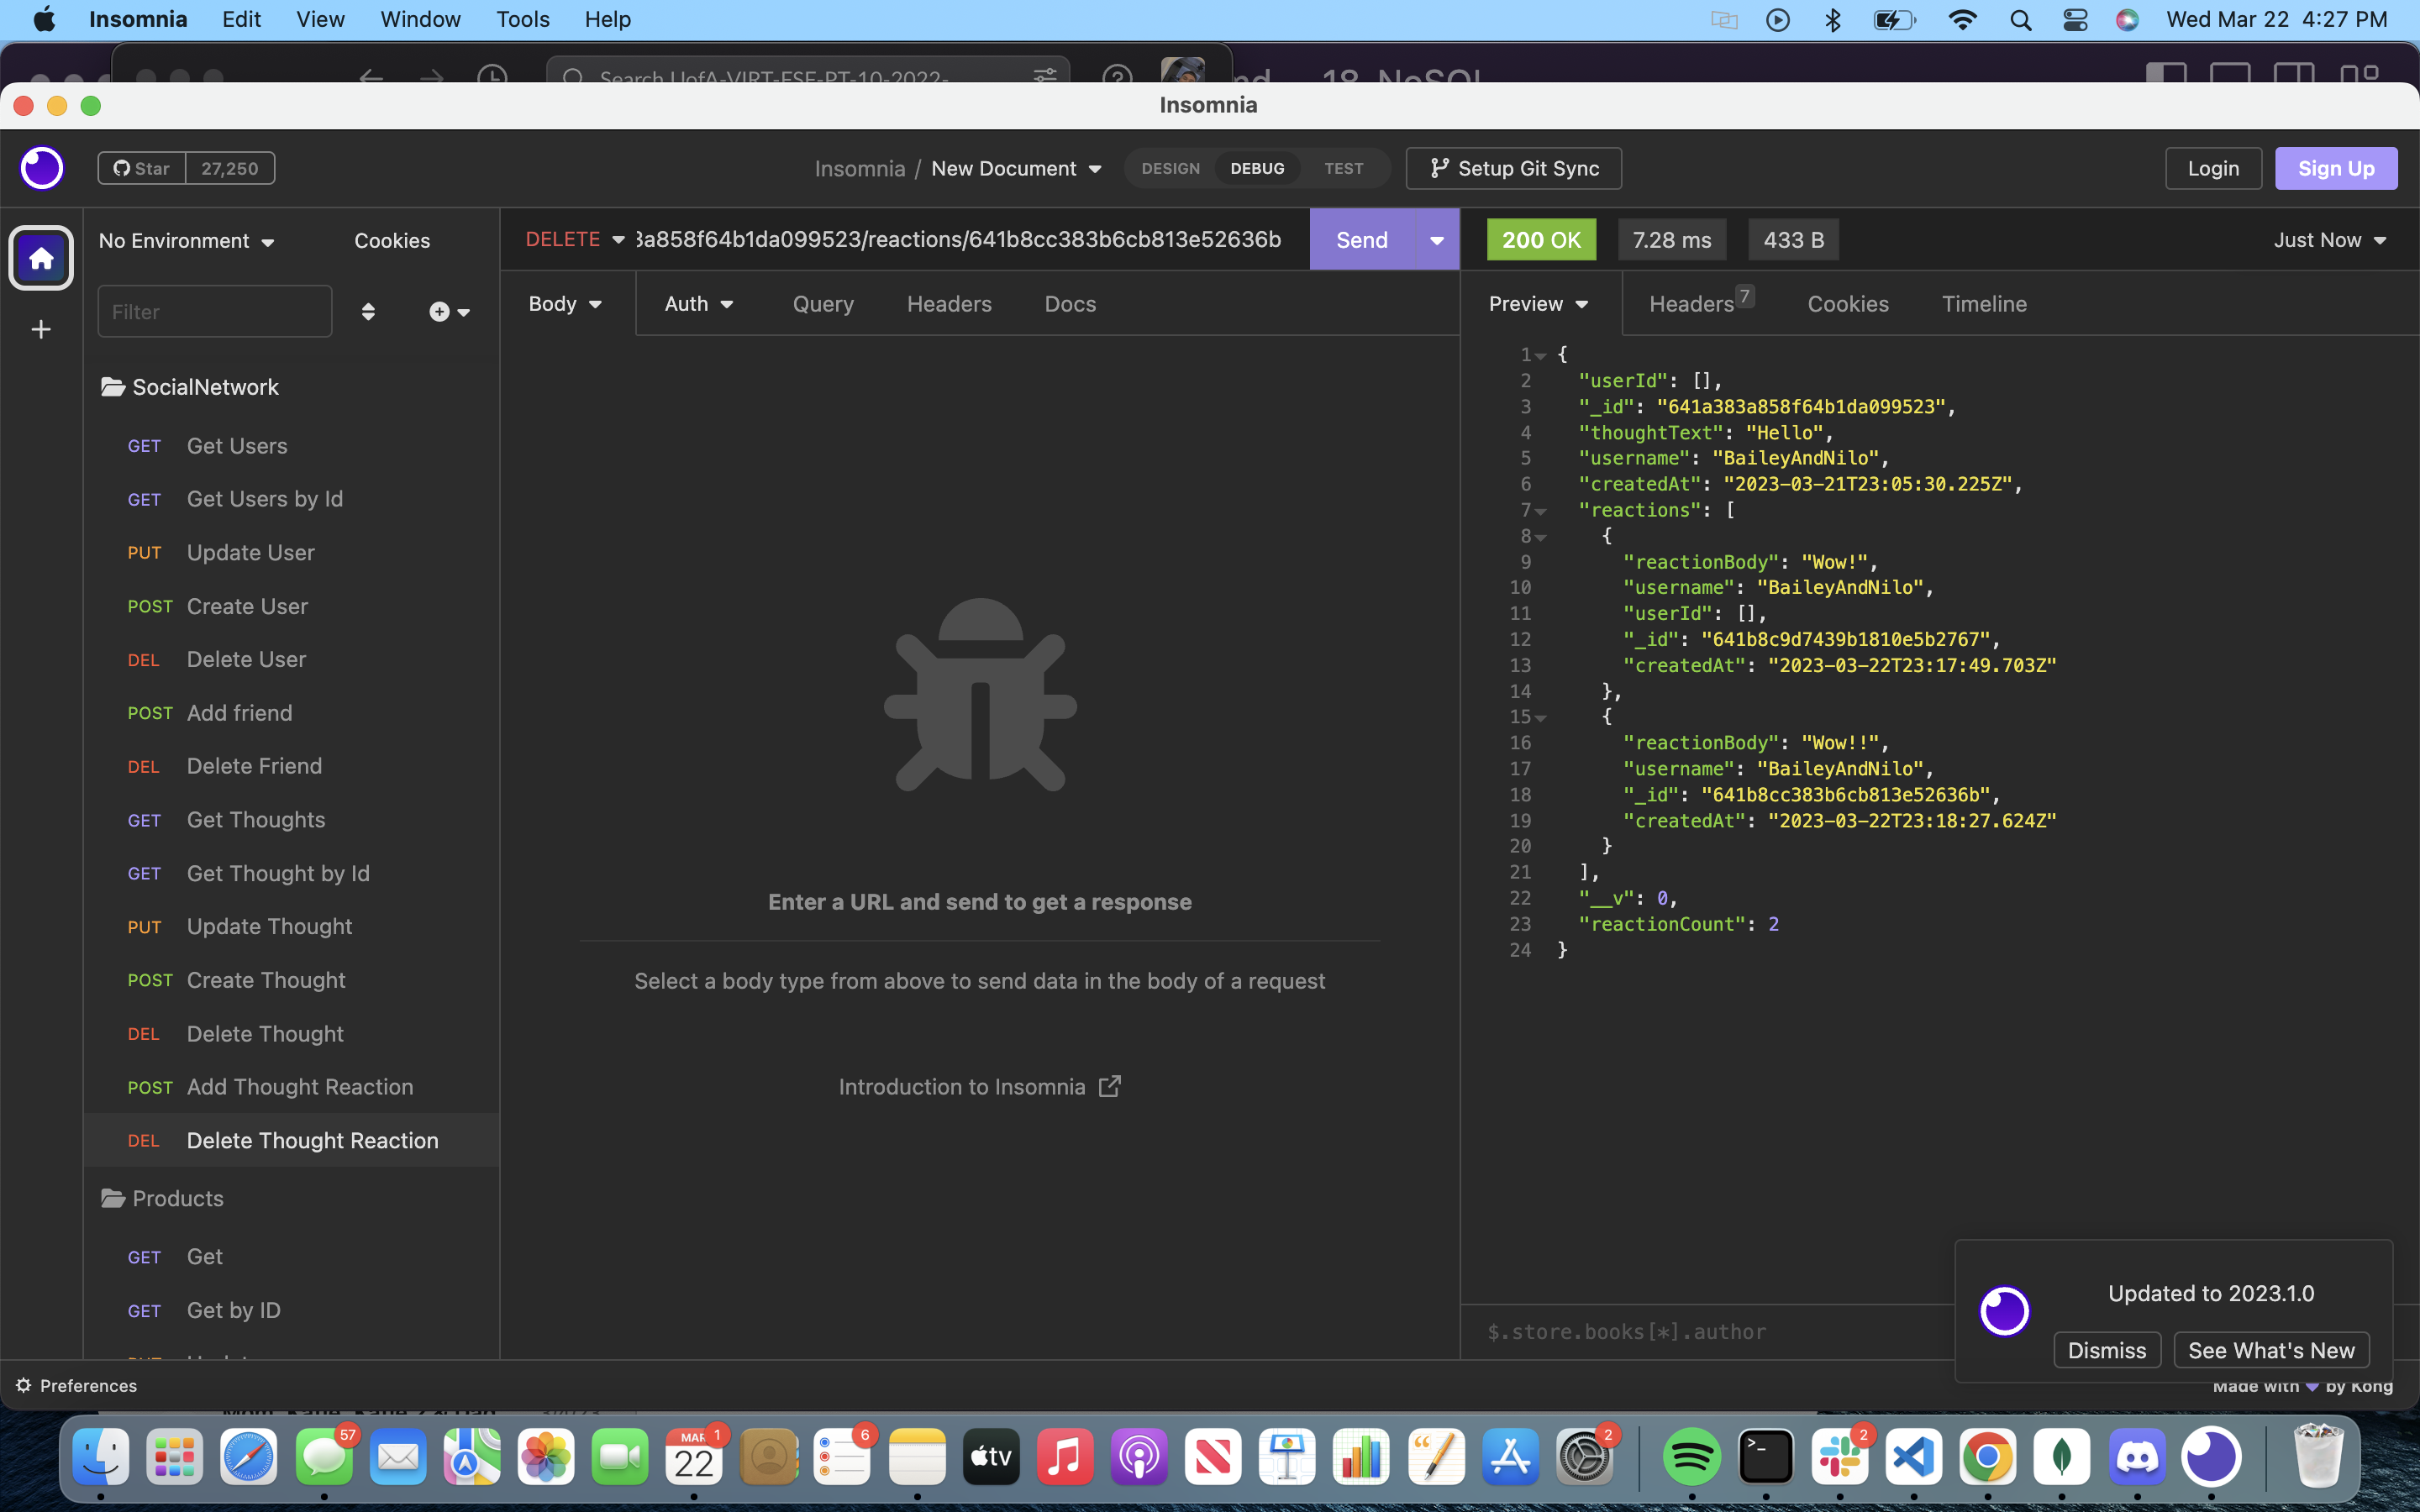 Insomnia Edit View Window Tools Help Wed Mar 22 4:27 PM
Search UofA-VIRT-FSF-PT-10-2022- 18 NoSQL
Insomnia
Star 27,250 Insomnia / New Document DESIGN DEBUG TEST Setup Git Sync Login Sign Up
No Environment Cookies
DELETE 3a858f64b1da099523/reactions/641b8cc383b6cb813e52636b Send
200 OK 7.28 ms 433 B Just Now
Filter
Body Auth Query Headers Docs
Preview Headers 7 Cookies Timeline
SocialNetwork
GET Get Users
GET Get Users by Id
PUT Update User
POST Create User
DEL Delete User
POST Add friend
DEL Delete Friend
GET Get Thoughts
GET Get Thought by Id
PUT Update Thought
POST Create Thought
DEL Delete Thought
POST Add Thought Reaction
DEL Delete Thought Reaction
Products
GET Get
GET Get by ID
Enter a URL and send to get a response
Select a body type from above to send data in the body of a request
Introduction to Insomnia
1 {
2 "userId": [],
3 "_id": "641a383a858f64b1da099523",
4 "thoughtText": "Hello",
5 "username": "BaileyAndNilo",
6 "createdAt": "2023-03-21T23:05:30.225Z",
7 "reactions": [
8 {
9 "reactionBody": "Wow!",
10 "username": "BaileyAndNilo",
11 "userId": [],
12 "_id": "641b8c9d7439b1810e5b2767",
13 "createdAt": "2023-03-22T23:17:49.703Z"
14 },
15 {
16 "reactionBody": "Wow!!",
17 "username": "BaileyAndNilo",
18 "_id": "641b8cc383b6cb813e52636b",
19 "createdAt": "2023-03-22T23:18:27.624Z"
20 }
21 ],
22 "__v": 0,
23 "reactionCount": 2
24 }
$.store.books[*].author
Updated to 2023.1.0
Dismiss See What's New
Preferences
Made with by Kong
57 MAR 22 1 6 tv 2 2